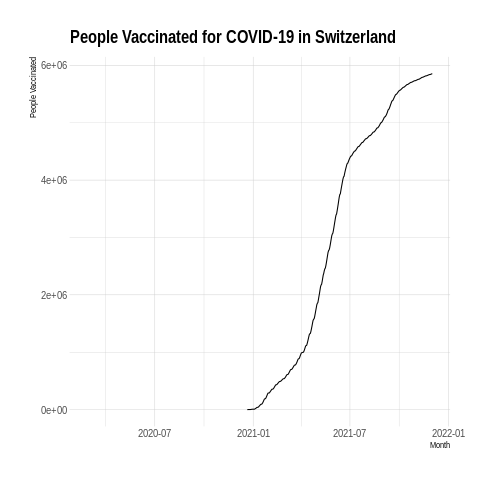 People Vaccinated for COVID-19 in Switzerland
People Vaccinated
6e+06
4e+06
2e+06
0e+00
2020-07
2021-01
2021-07
2022-01
Month